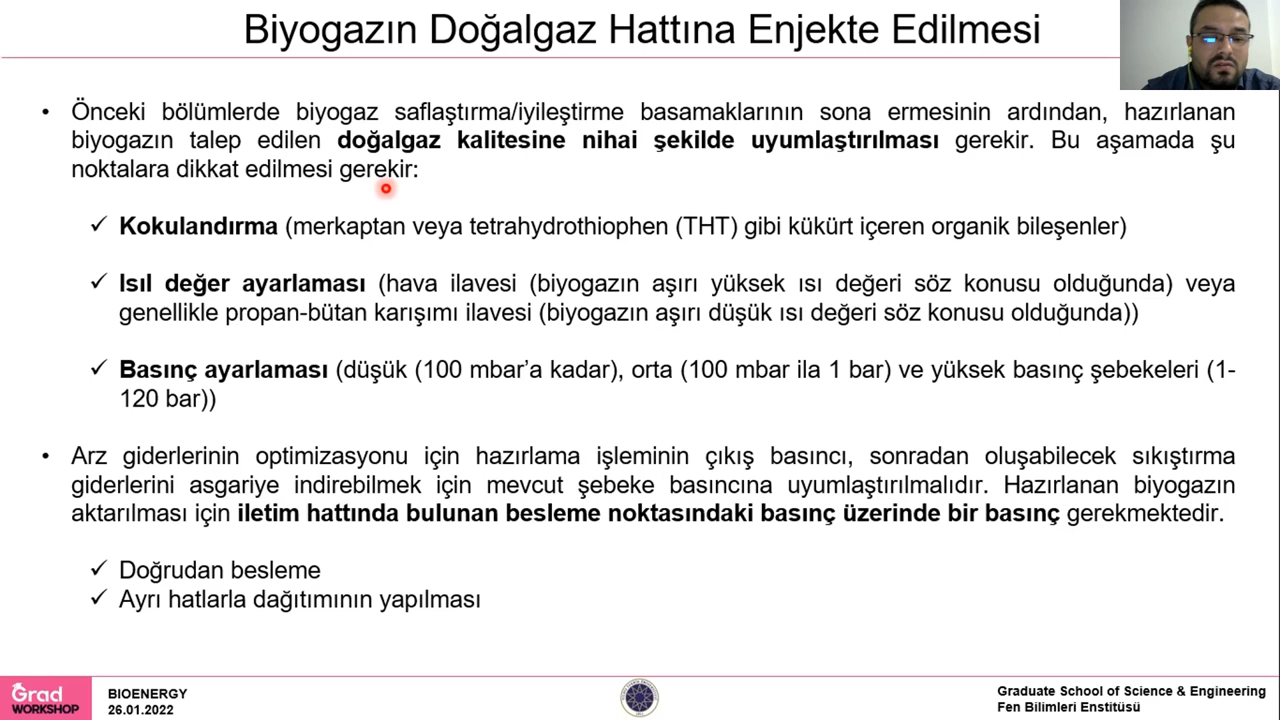 Biyogazın Doğalgaz Hattına Enjekte Edilmesi
• Önceki bölümlerde biyogaz saflaştırma/iyileştirme basamaklarının sona ermesinin ardından, hazırlanan
biyogazın talep edilen doğalgaz kalitesine nihai şekilde uyumlaştırılması gerekir. Bu aşamada şu
noktalara dikkat edilmesi gerekir:
✓ Kokulandırma (merkaptan veya tetrahydrothiophen (THT) gibi kükürt içeren organik bileşenler)
✓ Isıl değer ayarlaması (hava ilavesi (biyogazın aşırı yüksek ısı değeri söz konusu olduğunda) veya
genellikle propan-bütan karışımı ilavesi (biyogazın aşırı düşük ısı değeri söz konusu olduğunda))
✓ Basınç ayarlaması (düşük (100 mbar’a kadar), orta (100 mbar ila 1 bar) ve yüksek basınç şebekeleri (1-
120 bar))
• Arz giderlerinin optimizasyonu için hazırlama işleminin çıkış basıncı, sonradan oluşabilecek sıkıştırma
giderlerini asgariye indirebilmek için mevcut şebeke basıncına uyumlaştırılmalıdır. Hazırlanan biyogazın
aktarılması için iletim hattında bulunan besleme noktasındaki basınç üzerinde bir basınç gerekmektedir.
✓ Doğrudan besleme
✓ Ayrı hatlarla dağıtımının yapılması
Grad
WORKSHOP
BIOENERGY
26.01.2022
Graduate School of Science & Engineering
Fen Bilimleri Enstitüsü